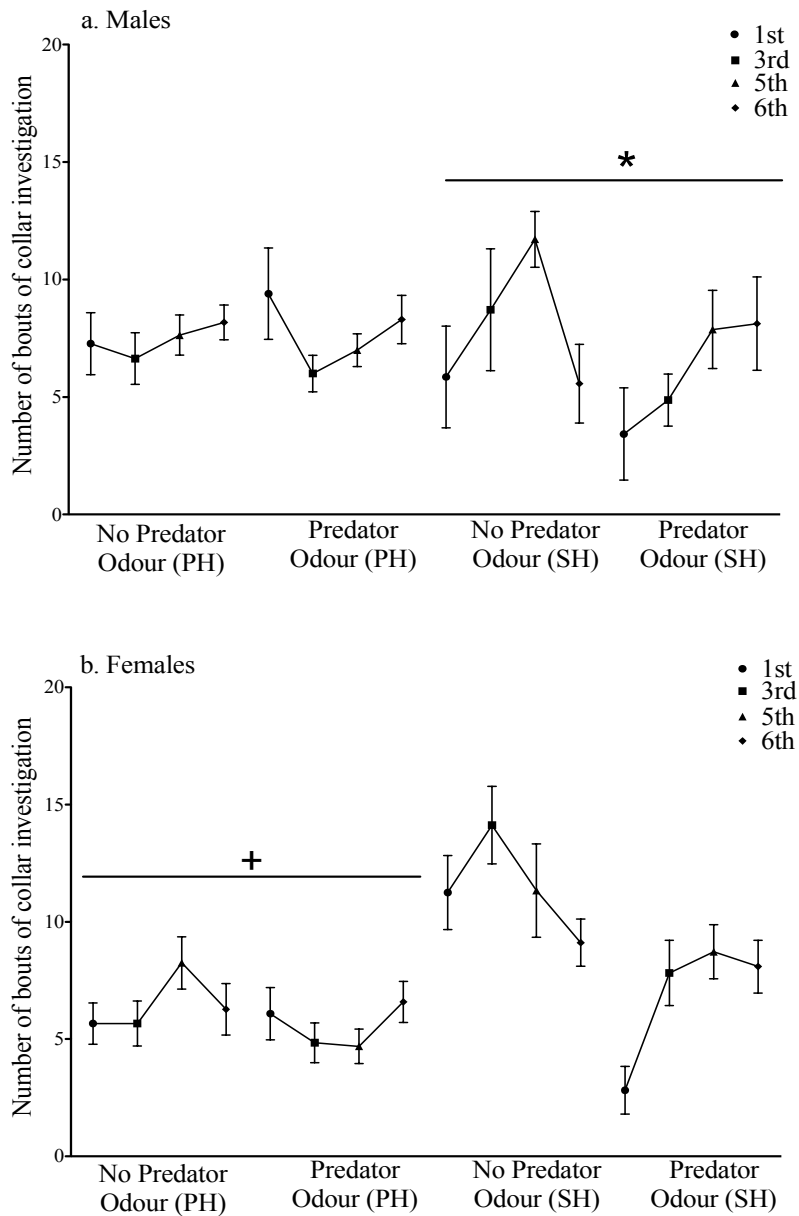 a. Males
20
15
10
5
0
Number of bouts of collar investigation
1st
3rd
5th
6th
*
No Predator
Odour (PH)
Predator
Odour (PH)
No Predator
Odour (SH)
Predator
Odour (SH)
b. Females
20
15
10
5
0
Number of bouts of collar investigation
1st
3rd
5th
6th
+
No Predator
Odour (PH)
Predator
Odour (PH)
No Predator
Odour (SH)
Predator
Odour (SH)